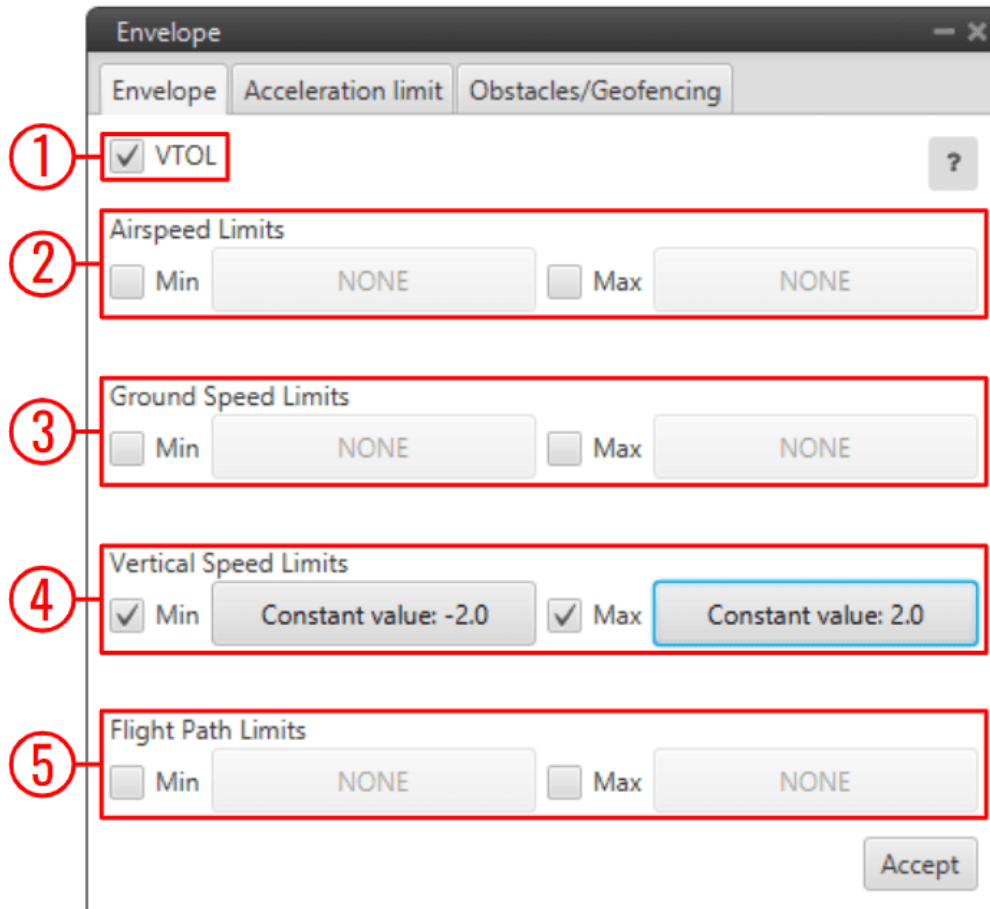 Envelope
Envelope Acceleration limit Obstacles/Geofencing
1 VTOL ?
Airspeed Limits
2 Min NONE Max NONE
Ground Speed Limits
3 Min NONE Max NONE
Vertical Speed Limits
4 Min Constant value: -2.0 Max Constant value: 2.0
Flight Path Limits
5 Min NONE Max NONE
Accept